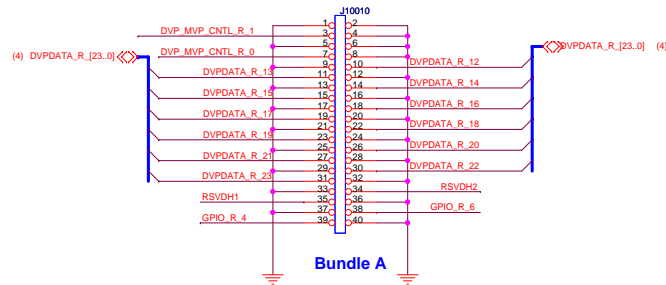 J10010
1 2
DVP_MVP_CNTL_R_1 3 4
5 6
DVP_MVP_CNTL_R_0 7 8
(4) DVPDATA_R_[23..0] DVPDATA_R_[23..0] (4)
9 10 DVPDATA_R_12
DVPDATA_R_13 11 12
13 14 DVPDATA_R_14
DVPDATA_R_15 15 16
17 18 DVPDATA_R_16
DVPDATA_R_17 19 20
21 22 DVPDATA_R_18
DVPDATA_R_19 23 24
25 26 DVPDATA_R_20
DVPDATA_R_21 27 28
29 30 DVPDATA_R_22
DVPDATA_R_23 31 32
33 34 RSVDH2
RSVDH1 35 36
37 38 GPIO_R_6
GPIO_R_4 39 40
Bundle A